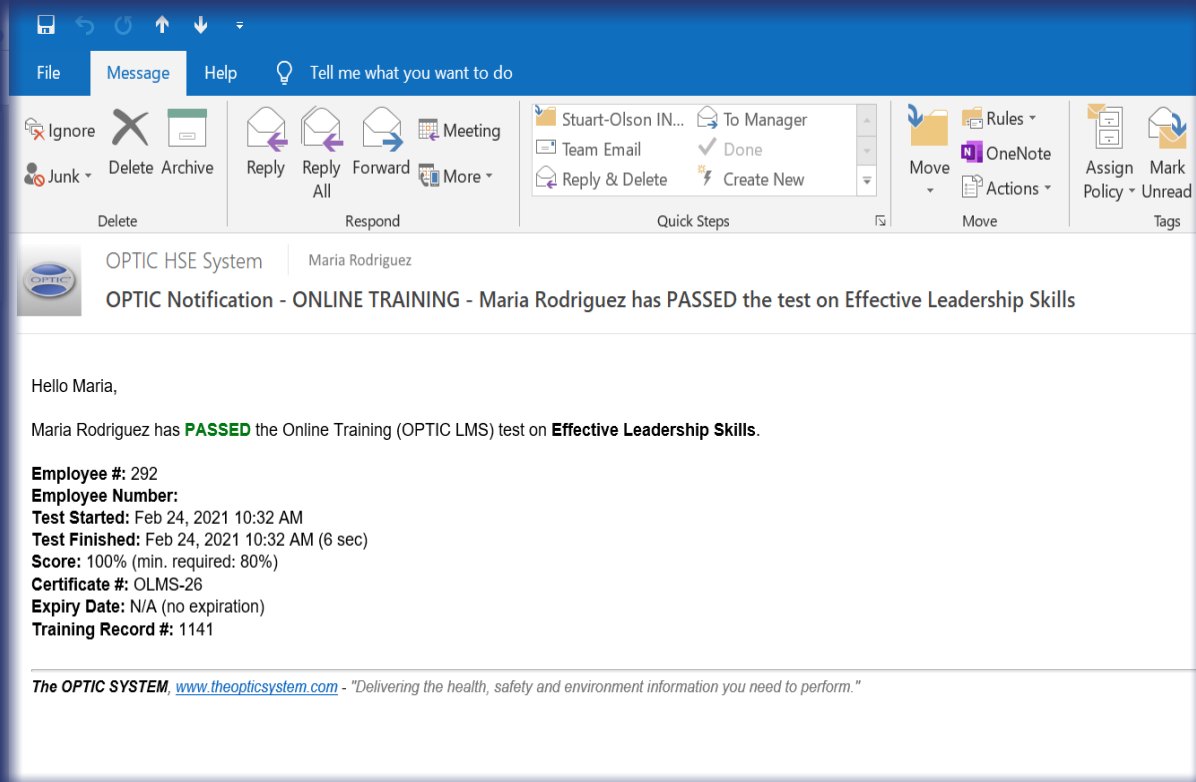 File Message Help Tell me what you want to do
Ignore
Junk
Delete Archive
Delete
Reply Reply All Forward
Meeting
More
Respond
Stuart-Olson IN... To Manager
Team Email Done
Reply & Delete Create New
Quick Steps
Move
Rules
OneNote
Actions
Move
Assign Policy Mark Unread
Tags
OPTIC
OPTIC HSE System Maria Rodriguez
OPTIC Notification - ONLINE TRAINING - Maria Rodriguez has PASSED the test on Effective Leadership Skills
Hello Maria,
Maria Rodriguez has PASSED the Online Training (OPTIC LMS) test on Effective Leadership Skills.
Employee #: 292
Employee Number:
Test Started: Feb 24, 2021 10:32 AM
Test Finished: Feb 24, 2021 10:32 AM (6 sec)
Score: 100% (min. required: 80%)
Certificate #: OLMS-26
Expiry Date: N/A (no expiration)
Training Record #: 1141
The OPTIC SYSTEM, www.theopticsystem.com - "Delivering the health, safety and environment information you need to perform."